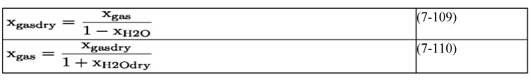 x_gasdry = x_gas / (1 − x_H2O) (7-109)
x_gas = x_gasdry / (1 + x_H2Odry) (7-110)